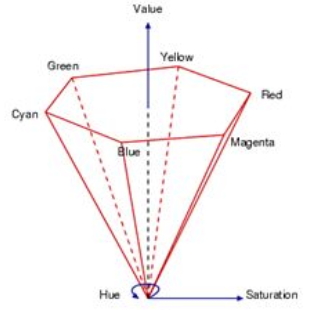 Value
Yellow
Green
Red
Cyan
Magenta
Blue
Hue
Saturation